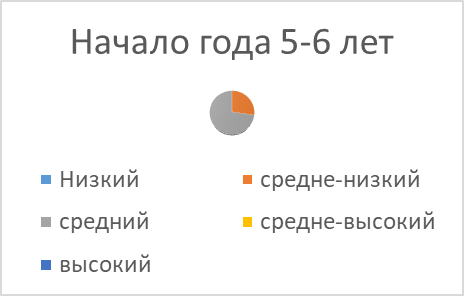 Начало года 5-6 лет
Низкий средне-низкий
средний средне-высокий
высокий